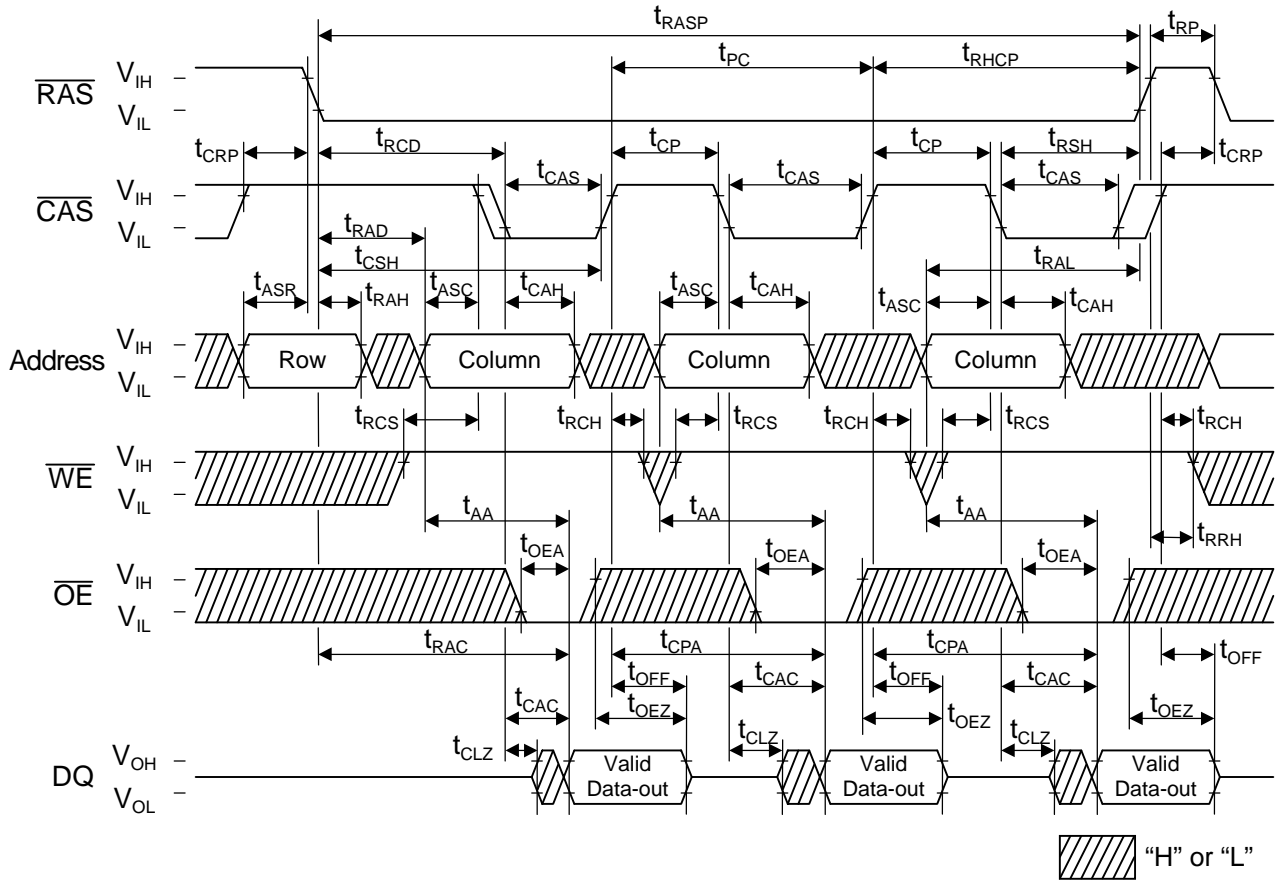 tRASP tRP
tPC tRHCP
RAS VIH
VIL
tCRP tRCD tCP tCP tRSH tCRP
CAS VIH tCAS tCAS tCAS
VIL
tRAD
tCSH tRAL
tASR tRAH tASC tCAH tASC tCAH tASC tCAH
Address VIH Row Column Column Column
VIL
tRCS tRCH tRCS tRCH tRCS tRCH
WE VIH
VIL
tAA tAA tAA
tRRH
tOEA tOEA tOEA
OE VIH
VIL
tRAC tCPA tCPA tOFF
tCAC tOFF tCAC tOFF tCAC
tOEZ tOEZ tOEZ
tCLZ tCLZ tCLZ
DQ VOH Valid Valid Valid
VOL Data-out Data-out Data-out
“H” or “L”